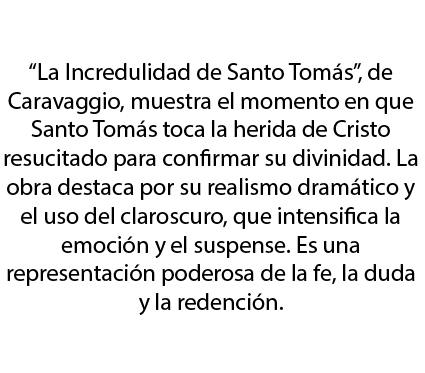 “La Incredulidad de Santo Tomás”, de
Caravaggio, muestra el momento en que
Santo Tomás toca la herida de Cristo
resucitado para confirmar su divinidad. La
obra destaca por su realismo dramático y
el uso del claroscuro, que intensifica la
emoción y el suspense. Es una
representación poderosa de la fe, la duda
y la redención.